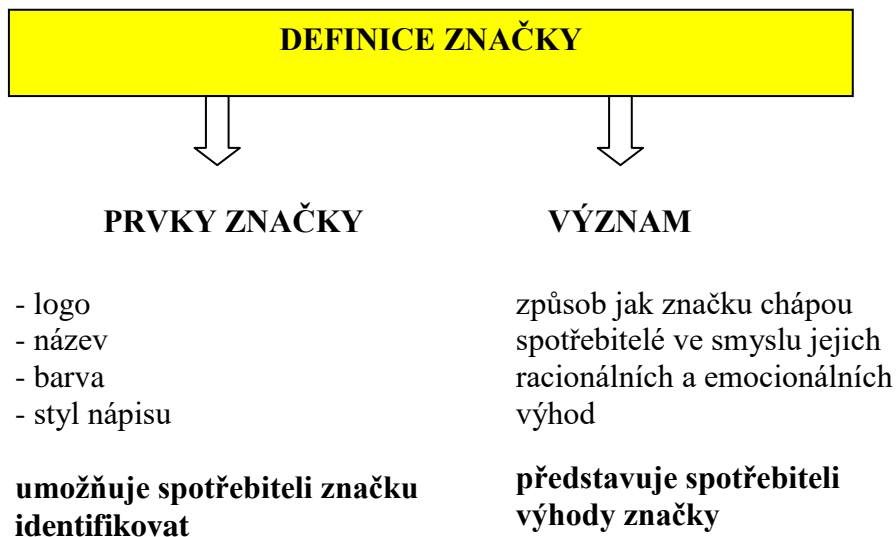 DEFINICE ZNAČKY
PRVKY ZNAČKY
- logo
- název
- barva
- styl nápisu
umožňuje spotřebiteli značku
identifikovat
VÝZNAM
způsob jak značku chápou
spotřebitelé ve smyslu jejich
racionálních a emocionálních
výhod
představuje spotřebiteli
výhody značky